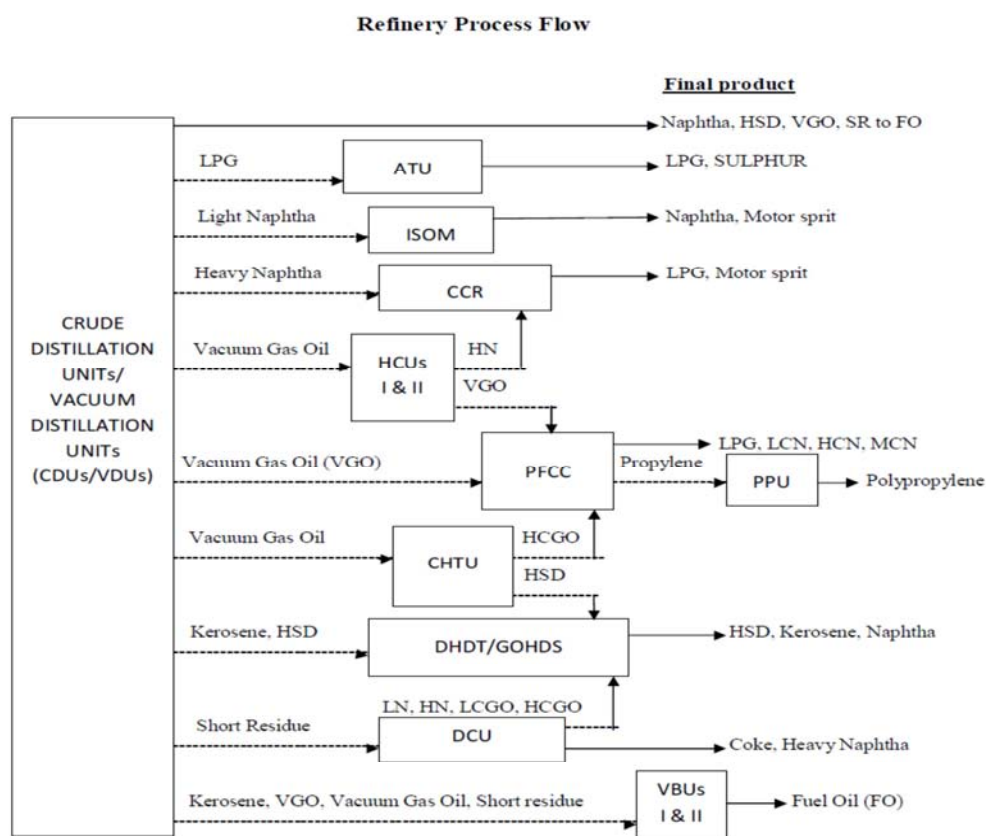 Refinery Process Flow
Final product
Naphtha, HSD, VGO, SR to FO
LPG
ATU
LPG, SULPHUR
Light Naphtha
ISOM
Naphtha, Motor sprit
Heavy Naphtha
CCR
LPG, Motor sprit
CRUDE
DISTILLATION
UNITs/
VACUUM
DISTILLATION
UNITs
(CDUs/VDUs)
Vacuum Gas Oil
HCUs
I & II
HN
VGO
Vacuum Gas Oil (VGO)
PFCC
LPG, LCN, HCN, MCN
Propylene
PPU
Polypropylene
Vacuum Gas Oil
CHTU
HCGO
HSD
Kerosene, HSD
DHDT/GOHDS
HSD, Kerosene, Naphtha
LN, HN, LCGO, HCGO
Short Residue
DCU
Coke, Heavy Naphtha
Kerosene, VGO, Vacuum Gas Oil, Short residue
VBUs
I & II
Fuel Oil (FO)